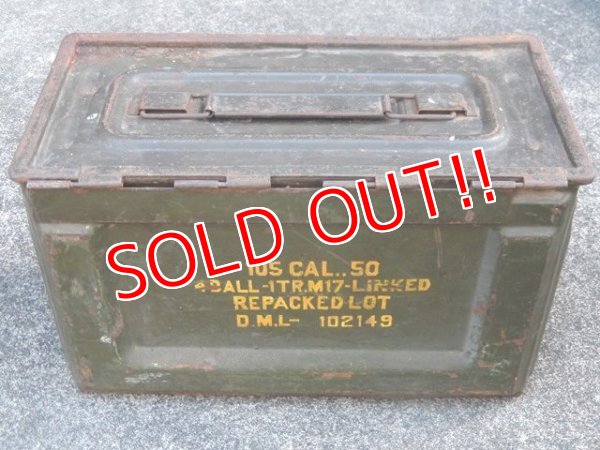 SOLD OUT!!
105 CAL..50
4BALL-1TR.M17-LINKED
REPACKED-LOT
D.M.L- 102149